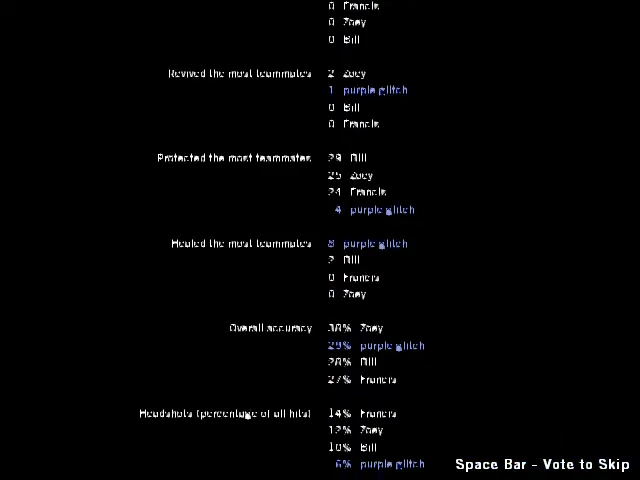 0 Francis
0 Zoey
0 Bill
Revived the most teammates 2 Zoey
1 purple glitch
0 Bill
0 Francis
Protected the most teammates 29 Bill
25 Zoey
24 Francis
4 purple glitch
Healed the most teammates 8 purple glitch
2 Bill
0 Francis
0 Zoey
Overall accuracy 38% Zoey
29% purple glitch
28% Bill
27% Francis
Headshots (percentage of all hits) 14% Francis
12% Zoey
10% Bill
6% purple glitch
Space Bar - Vote to Skip